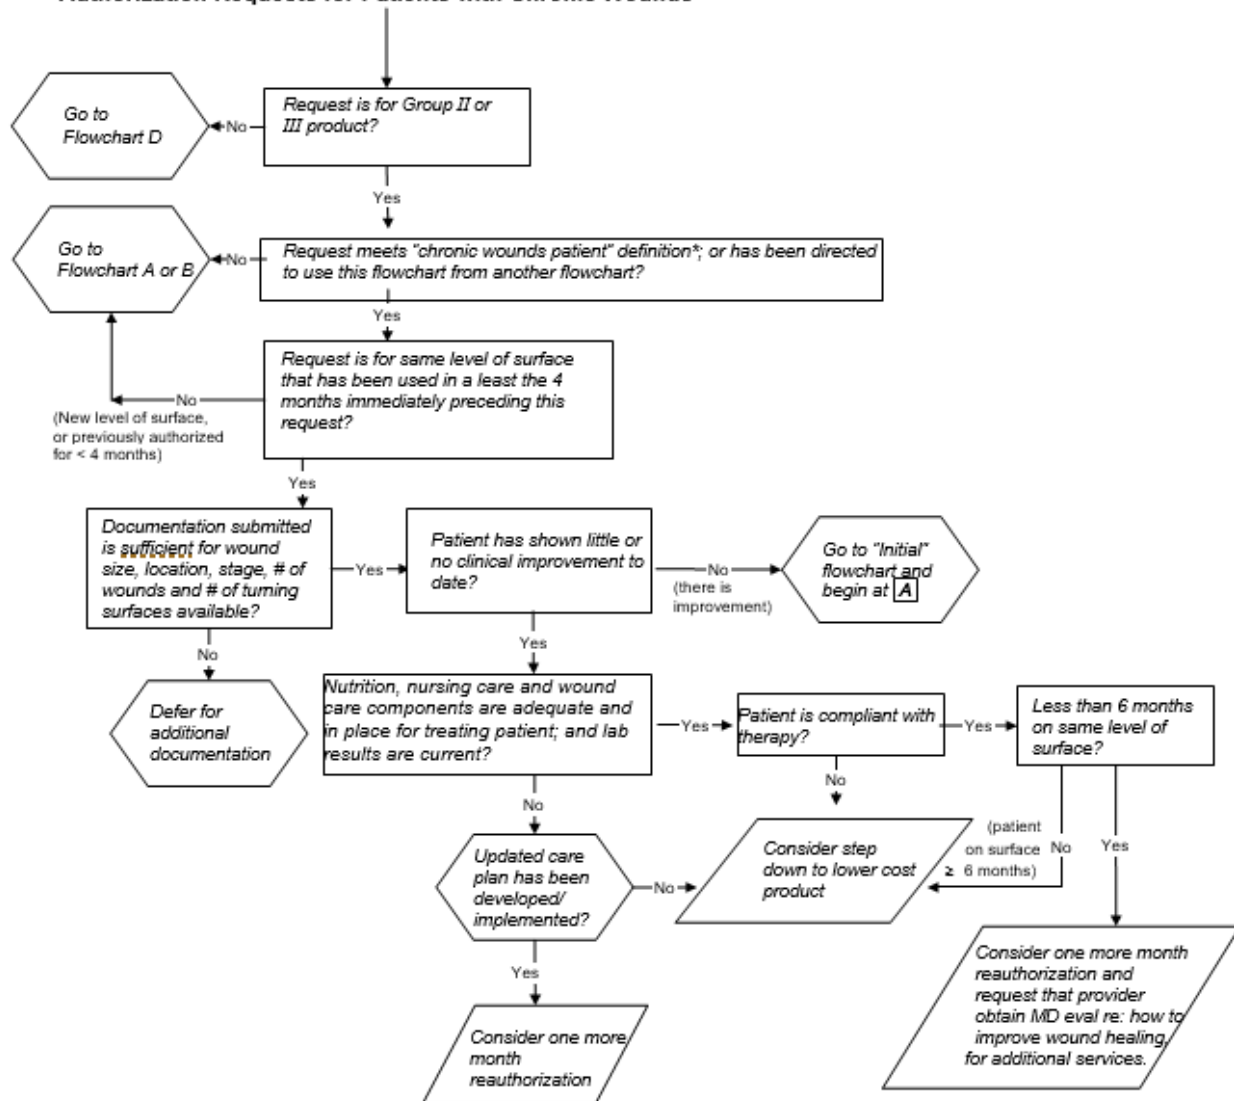 Authorization Requests for Patients with Chronic Wounds
Request is for Group II or
III product?
No
Go to
Flowchart D
Yes
Request meets "chronic wounds patient" definition*; or has been directed
to use this flowchart from another flowchart?
No
Go to
Flowchart A or B
Yes
Request is for same level of surface
that has been used in a least the 4
months immediately preceding this
request?
No
(New level of surface,
or previously authorized
for < 4 months)
Yes
Documentation submitted
is sufficient for wound
size, location, stage, # of
wounds and # of turning
surfaces available?
Yes
No
Defer for
additional
documentation
Patient has shown little or
no clinical improvement to
date?
No
(there is
improvement)
Go to "Initial"
flowchart and
begin at A
Yes
Nutrition, nursing care and wound
care components are adequate and
in place for treating patient; and lab
results are current?
Yes
Patient is compliant with
therapy?
Yes
Less than 6 months
on same level of
surface?
No
No
(patient
on surface
≥ 6 months)
No
Yes
Updated care
plan has been
developed/
implemented?
No
Consider step
down to lower cost
product
Yes
Consider one more
month
reauthorization
Consider one more month
reauthorization and
request that provider
obtain MD eval re: how to
improve wound healing,
for additional services.